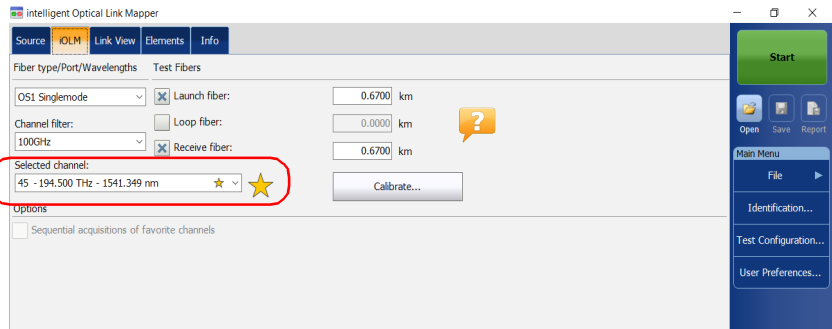 intelligent Optical Link Mapper
Source iOLM Link View Elements Info
Fiber type/Port/Wavelengths Test Fibers
OS1 Singlemode Launch fiber: 0.6700 km
Channel filter: Loop fiber: 0.0000 km
100GHz Receive fiber: 0.6700 km
Selected channel:
45 - 194.500 THz - 1541.349 nm Calibrate...
Options
Sequential acquisitions of favorite channels
Start
Open Save Report
Main Menu
File
Identification...
Test Configuration...
User Preferences...